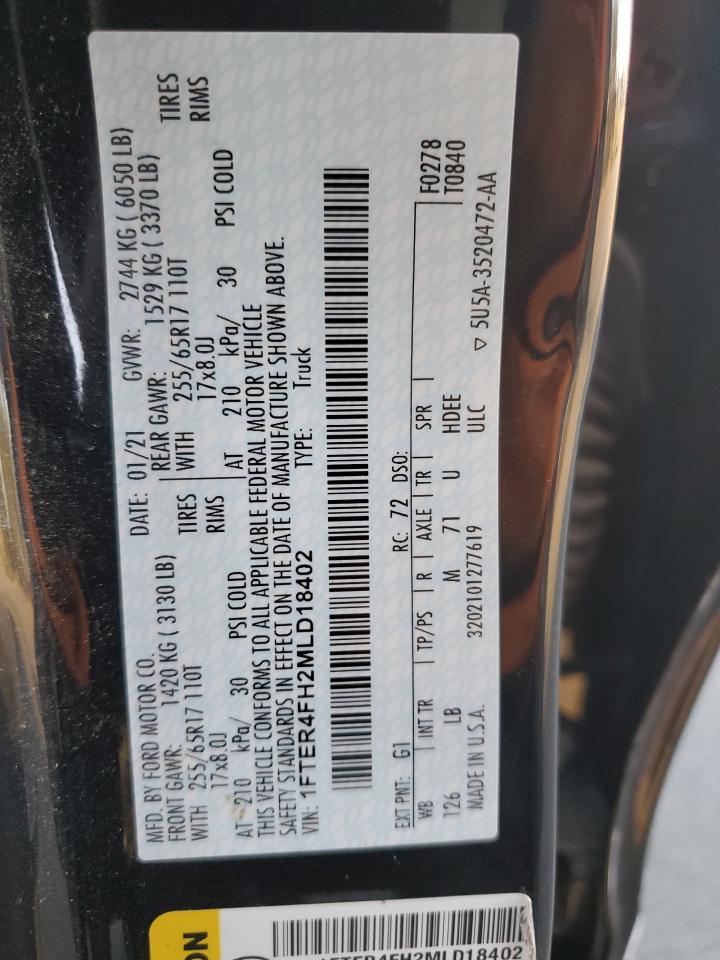 MFD. BY FORD MOTOR CO.
DATE: 01/21 GVWR: 2744 KG ( 6050 LB)
FRONT GAWR: 1420 KG ( 3130 LB) REAR GAWR: 1529 KG ( 3370 LB)
WITH 255/65R17 110T TIRES WITH 255/65R17 110T TIRES
17x8.0J RIMS 17x8.0J RIMS
AT 210 kPa/ 30 PSI COLD AT 210 kPa/ 30 PSI COLD
THIS VEHICLE CONFORMS TO ALL APPLICABLE FEDERAL MOTOR VEHICLE
SAFETY STANDARDS IN EFFECT ON THE DATE OF MANUFACTURE SHOWN ABOVE.
VIN: 1FTER4FH2MLD18402 TYPE: Truck
EXT PNT: G1 RC: 72 DSO: F0278
WB INT TR TP/PS R AXLE TR SPR T0840
126 LB M 71 U HDEE
MADE IN U.S.A. 3202101277619 ULC ▽ 5U5A-3520472-AA
ON
1FTER4FH2MLD18402